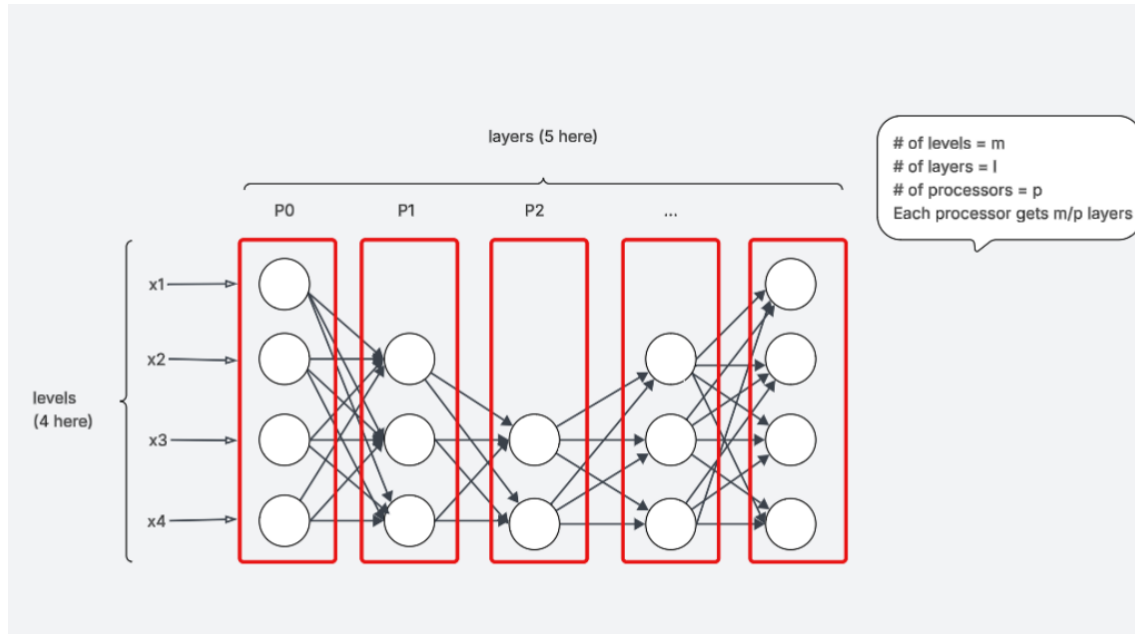 layers (5 here)
# of levels = m
# of layers = l
# of processors = p
Each processor gets m/p layers
P0 P1 P2 ...
x1
x2
levels
(4 here)
x3
x4